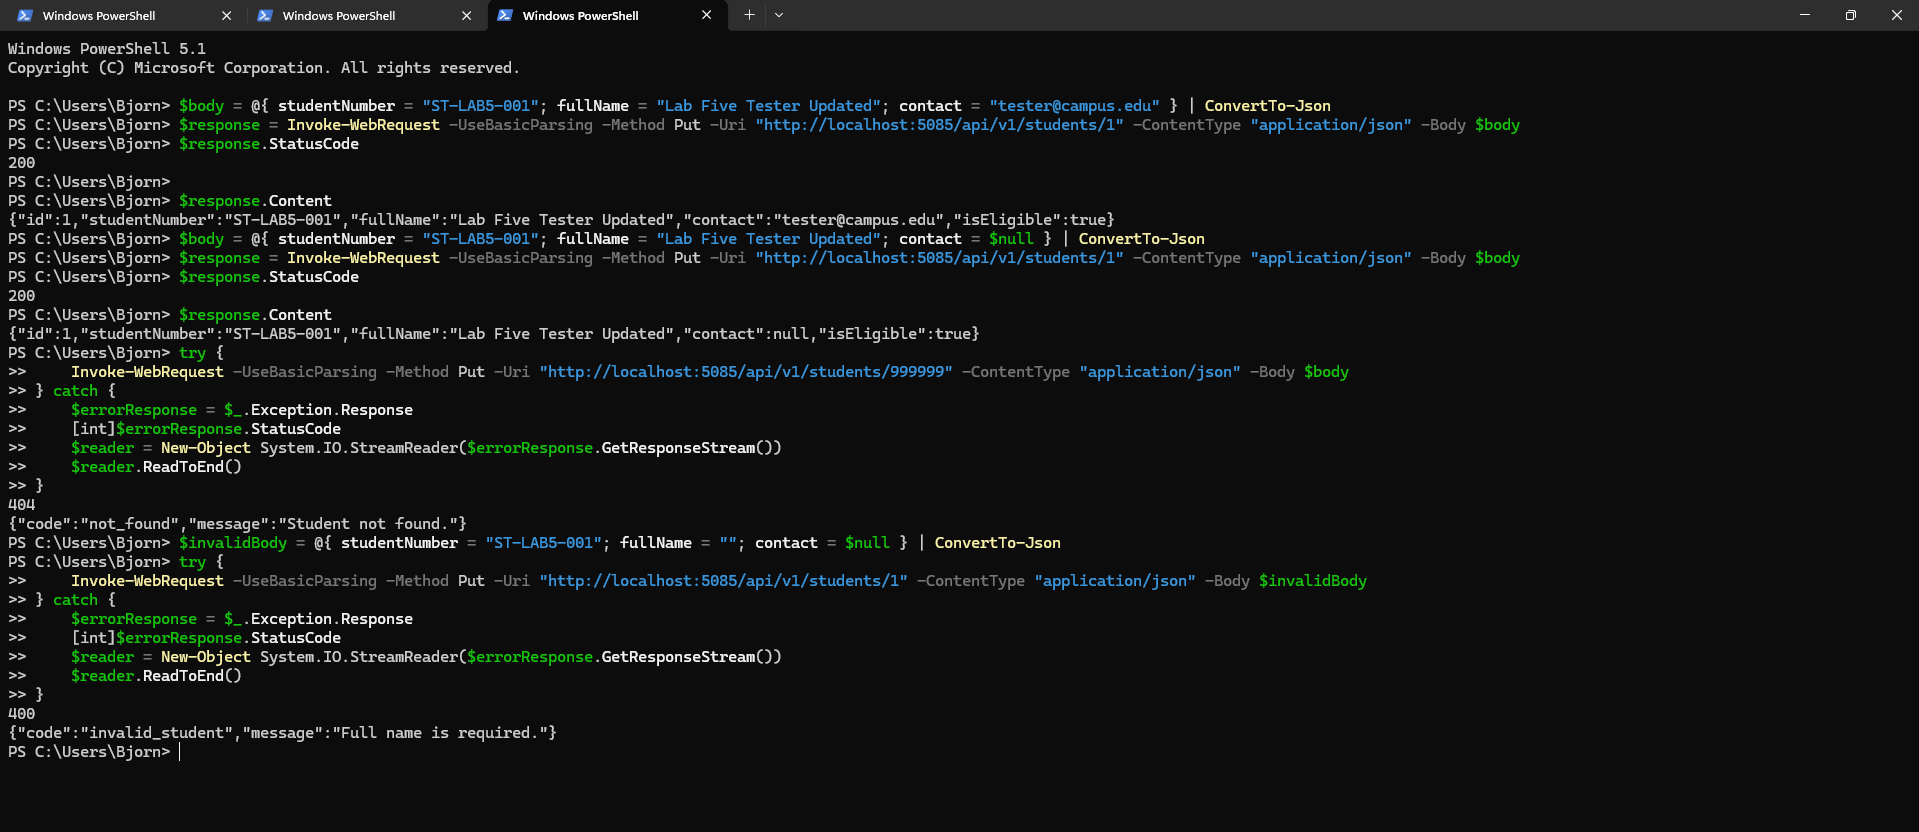 Windows PowerShell
Windows PowerShell
Windows PowerShell
Windows PowerShell 5.1
Copyright (C) Microsoft Corporation. All rights reserved.
PS C:\Users\Bjorn> $body = @{ studentNumber = "ST-LAB5-001"; fullName = "Lab Five Tester Updated"; contact = "tester@campus.edu" } | ConvertTo-Json
PS C:\Users\Bjorn> $response = Invoke-WebRequest -UseBasicParsing -Method Put -Uri "http://localhost:5085/api/v1/students/1" -ContentType "application/json" -Body $body
PS C:\Users\Bjorn> $response.StatusCode
200
PS C:\Users\Bjorn>
PS C:\Users\Bjorn> $response.Content
{"id":1,"studentNumber":"ST-LAB5-001","fullName":"Lab Five Tester Updated","contact":"tester@campus.edu","isEligible":true}
PS C:\Users\Bjorn> $body = @{ studentNumber = "ST-LAB5-001"; fullName = "Lab Five Tester Updated"; contact = $null } | ConvertTo-Json
PS C:\Users\Bjorn> $response = Invoke-WebRequest -UseBasicParsing -Method Put -Uri "http://localhost:5085/api/v1/students/1" -ContentType "application/json" -Body $body
PS C:\Users\Bjorn> $response.StatusCode
200
PS C:\Users\Bjorn> $response.Content
{"id":1,"studentNumber":"ST-LAB5-001","fullName":"Lab Five Tester Updated","contact":null,"isEligible":true}
PS C:\Users\Bjorn> try {
>>     Invoke-WebRequest -UseBasicParsing -Method Put -Uri "http://localhost:5085/api/v1/students/999999" -ContentType "application/json" -Body $body
>> } catch {
>>     $errorResponse = $_.Exception.Response
>>     [int]$errorResponse.StatusCode
>>     $reader = New-Object System.IO.StreamReader($errorResponse.GetResponseStream())
>>     $reader.ReadToEnd()
>> }
404
{"code":"not_found","message":"Student not found."}
PS C:\Users\Bjorn> $invalidBody = @{ studentNumber = "ST-LAB5-001"; fullName = ""; contact = $null } | ConvertTo-Json
PS C:\Users\Bjorn> try {
>>     Invoke-WebRequest -UseBasicParsing -Method Put -Uri "http://localhost:5085/api/v1/students/1" -ContentType "application/json" -Body $invalidBody
>> } catch {
>>     $errorResponse = $_.Exception.Response
>>     [int]$errorResponse.StatusCode
>>     $reader = New-Object System.IO.StreamReader($errorResponse.GetResponseStream())
>>     $reader.ReadToEnd()
>> }
400
{"code":"invalid_student","message":"Full name is required."}
PS C:\Users\Bjorn>